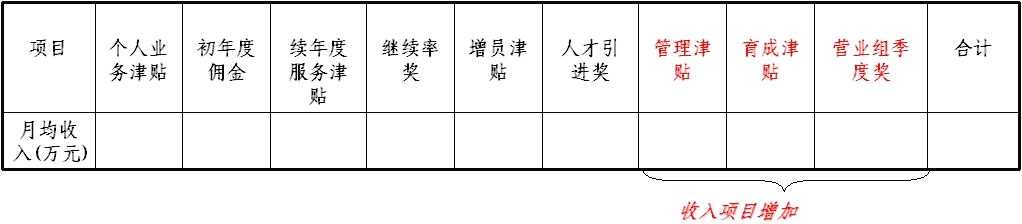 项目
个人业
务津贴
初年度
佣金
续年度
服务津
贴
继续率
奖
增员津
贴
人才引
进奖
管理津
贴
育成津
贴
营业组季
度奖
合计
月均收
入(万元)
收入项目增加